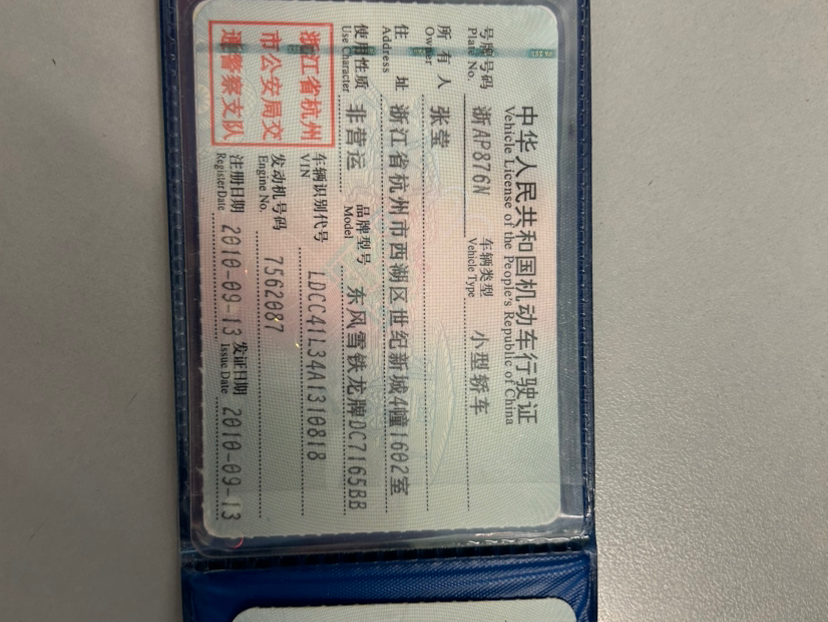 中华人民共和国机动车行驶证
Vehicle License of the People's Republic of China
号牌号码 浙AP876N 车辆类型 小型轿车
Plate No. Vehicle Type
所有人 张莹
Owner
住址 浙江省杭州市西湖区世纪新城4幢1602室
Address
使用性质 非营运 品牌型号 东风雪铁龙牌DC7165BB
Use Character Model
浙江省杭州
市公安局交
通警察支队
车辆识别代号 LDCC41L34A1310818
VIN
发动机号码 7562087
Engine No.
注册日期 2010-09-13 发证日期 2010-09-13
Register Date Issue Date